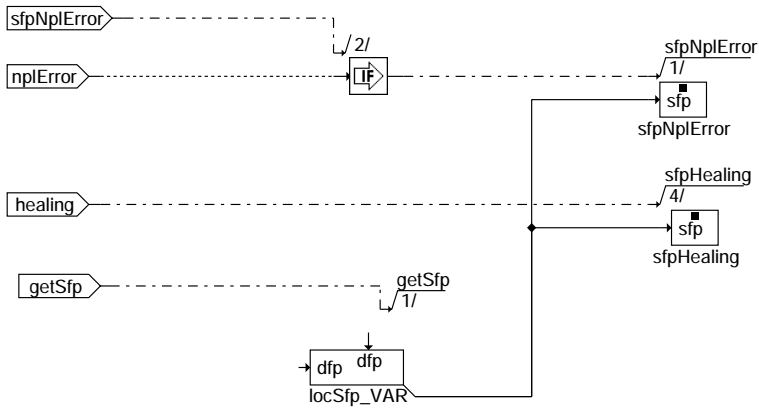 sfpNplError
2/
nplError
IF
sfpNplError
1/
sfp
sfpNplError
healing
sfpHealing
4/
sfp
sfpHealing
getSfp
getSfp
1/
dfp
dfp
locSfp_VAR